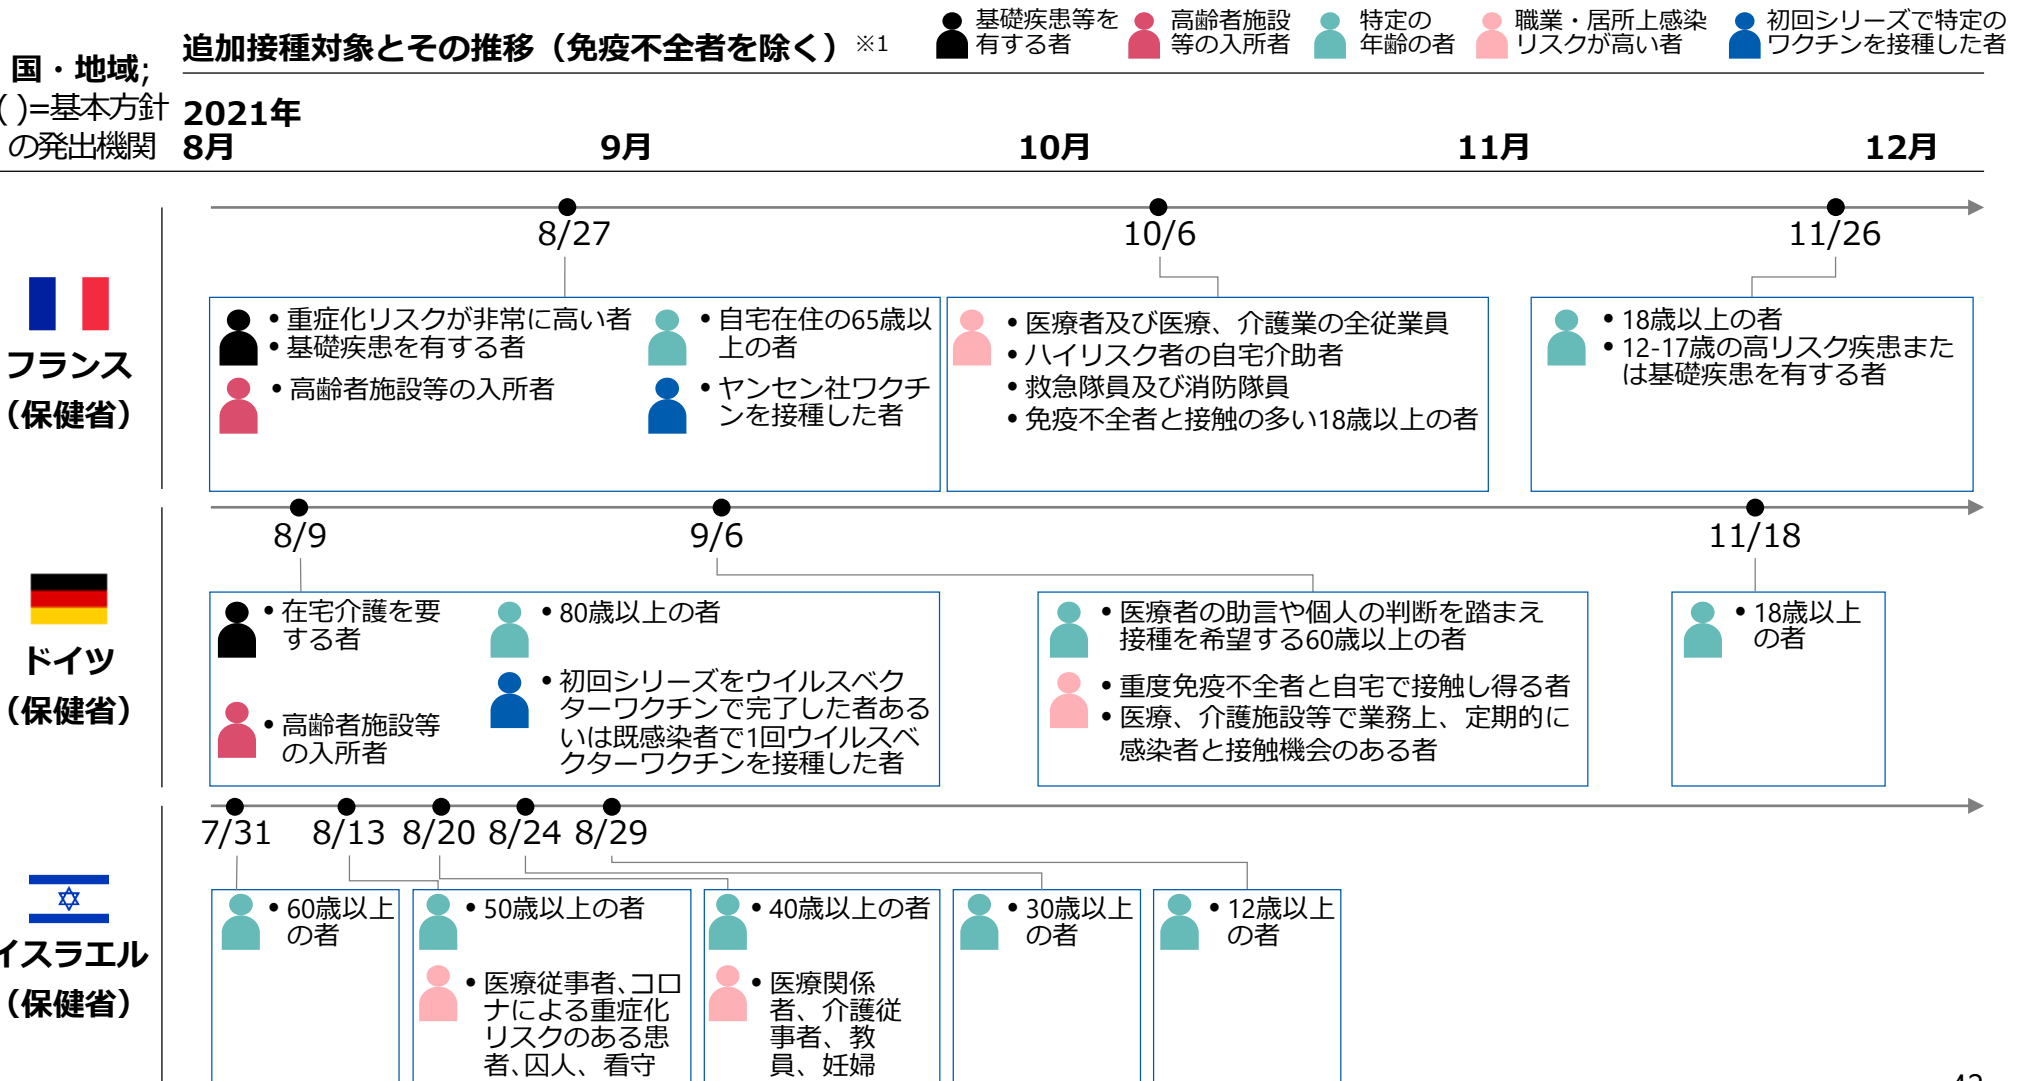 追加接種対象とその推移（免疫不全者を除く）※1
基礎疾患等を
有する者
高齢者施設
等の入所者
特定の
年齢の者
職業・居所上感染
リスクが高い者
初回シリーズで特定の
ワクチンを接種した者
国・地域;
( )=基本方針
の発出機関
2021年
8月
9月
10月
11月
12月
フランス
（保健省）
8/27
10/6
11/26
• 重症化リスクが非常に高い者
• 基礎疾患を有する者
• 高齢者施設等の入所者
• 自宅在住の65歳以
上の者
• ヤンセン社ワクチ
ンを接種した者
• 医療者及び医療、介護業の全従業員
• ハイリスク者の自宅介助者
• 救急隊員及び消防隊員
• 免疫不全者と接触の多い18歳以上の者
• 18歳以上の者
• 12-17歳の高リスク疾患また
は基礎疾患を有する者
ドイツ
（保健省）
8/9
9/6
11/18
• 在宅介護を要
する者
• 高齢者施設等
の入所者
• 80歳以上の者
• 初回シリーズをウイルスベク
ターワクチンで完了した者ある
いは既感染者で1回ウイルスベ
クターワクチンを接種した者
• 医療者の助言や個人の判断を踏まえ
接種を希望する60歳以上の者
• 重度免疫不全者と自宅で接触し得る者
• 医療、介護施設等で業務上、定期的に
感染者と接触機会のある者
• 18歳以上
の者
イスラエル
（保健省）
7/31
8/13
8/20
8/24
8/29
• 60歳以上
の者
• 50歳以上の者
• 医療従事者、コロ
ナによる重症化
リスクのある患
者、囚人、看守
• 40歳以上の者
• 医療関係
者、介護従
事者、教
員、妊婦
• 30歳以上
の者
• 12歳以上
の者